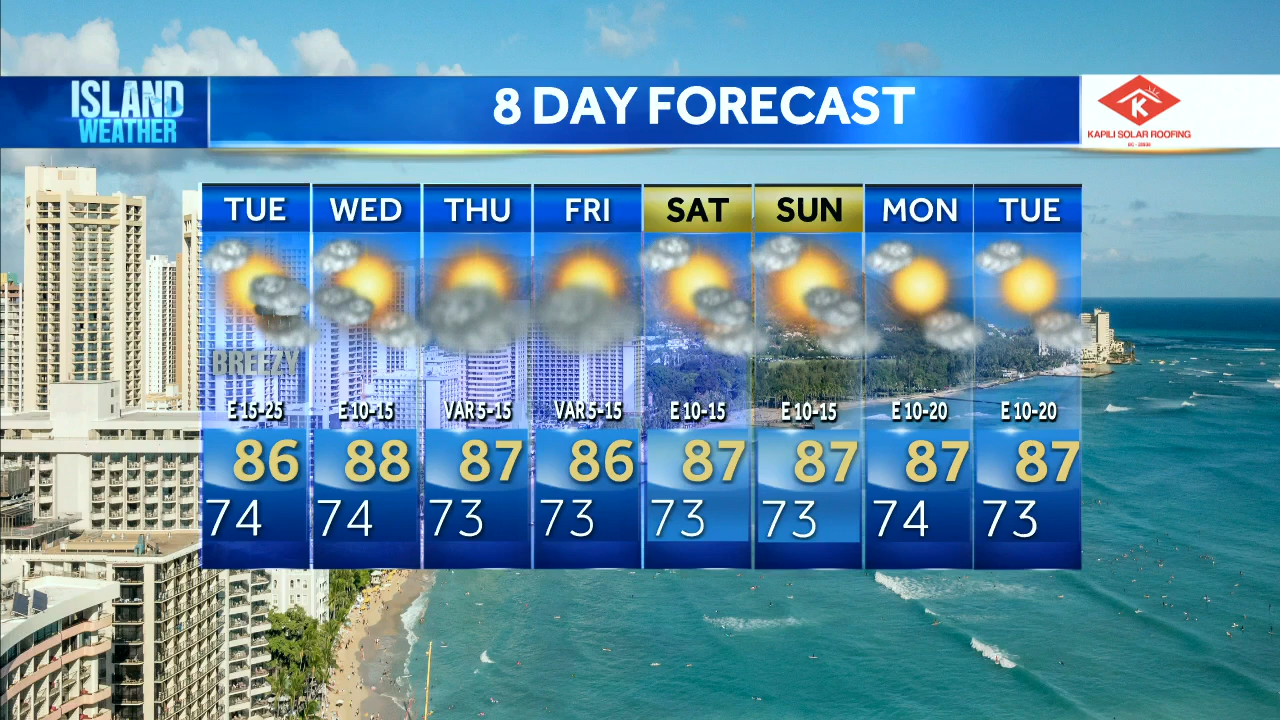 ISLAND
WEATHER
8 DAY FORECAST
K
KAPILI SOLAR ROOFING
TUE WED THU FRI SAT SUN MON TUE
BREEZY
E 15-25 E 10-15 VAR 5-15 VAR 5-15 E 10-15 E 10-15 E 10-20 E 10-20
86 88 87 86 87 87 87 87
74 74 73 73 73 73 74 73